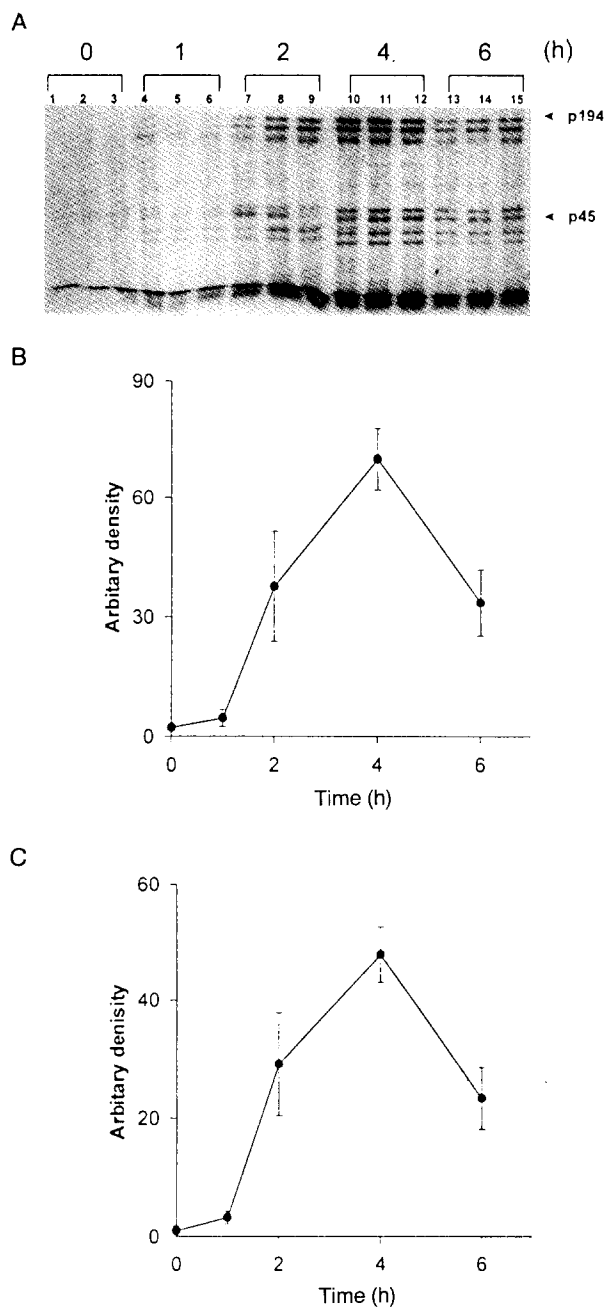 A
0 1 2 4 6 (h)
1 2 3 4 5 6 7 8 9 10 11 12 13 14 15
p194
p45
B
90
60
30
0
Arbitary density
0 2 4 6
Time (h)
C
60
40
20
0
Arbitary denisity
0 2 4 6
Time (h)